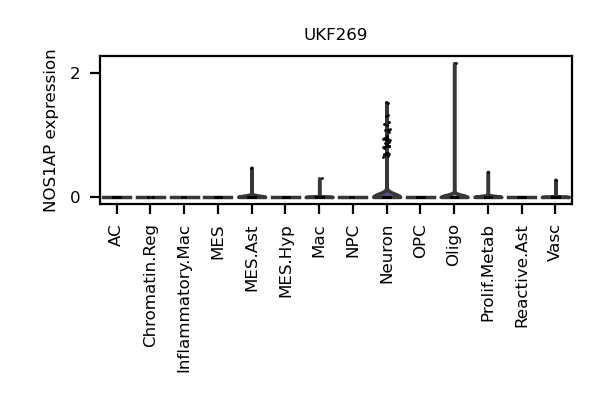 UKF269
NOS1AP expression
2
0
AC
Chromatin.Reg
Inflammatory.Mac
MES
MES.Ast
MES.Hyp
Mac
NPC
Neuron
OPC
Oligo
Prolif.Metab
Reactive.Ast
Vasc